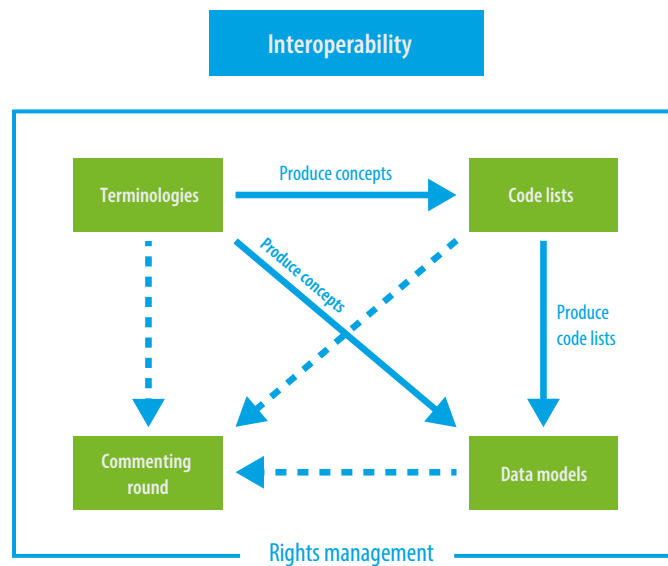 Interoperability
Terminologies
Produce concepts
Code lists
Produce concepts
Produce
code lists
Commenting
round
Data models
Rights management